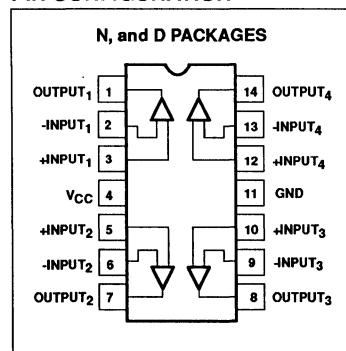 N, and D PACKAGES
OUTPUT1 1 14 OUTPUT4
-INPUT1 2 13 -INPUT4
+INPUT1 3 12 +INPUT4
VCC 4 11 GND
+INPUT2 5 10 +INPUT3
-INPUT2 6 9 -INPUT3
OUTPUT2 7 8 OUTPUT3